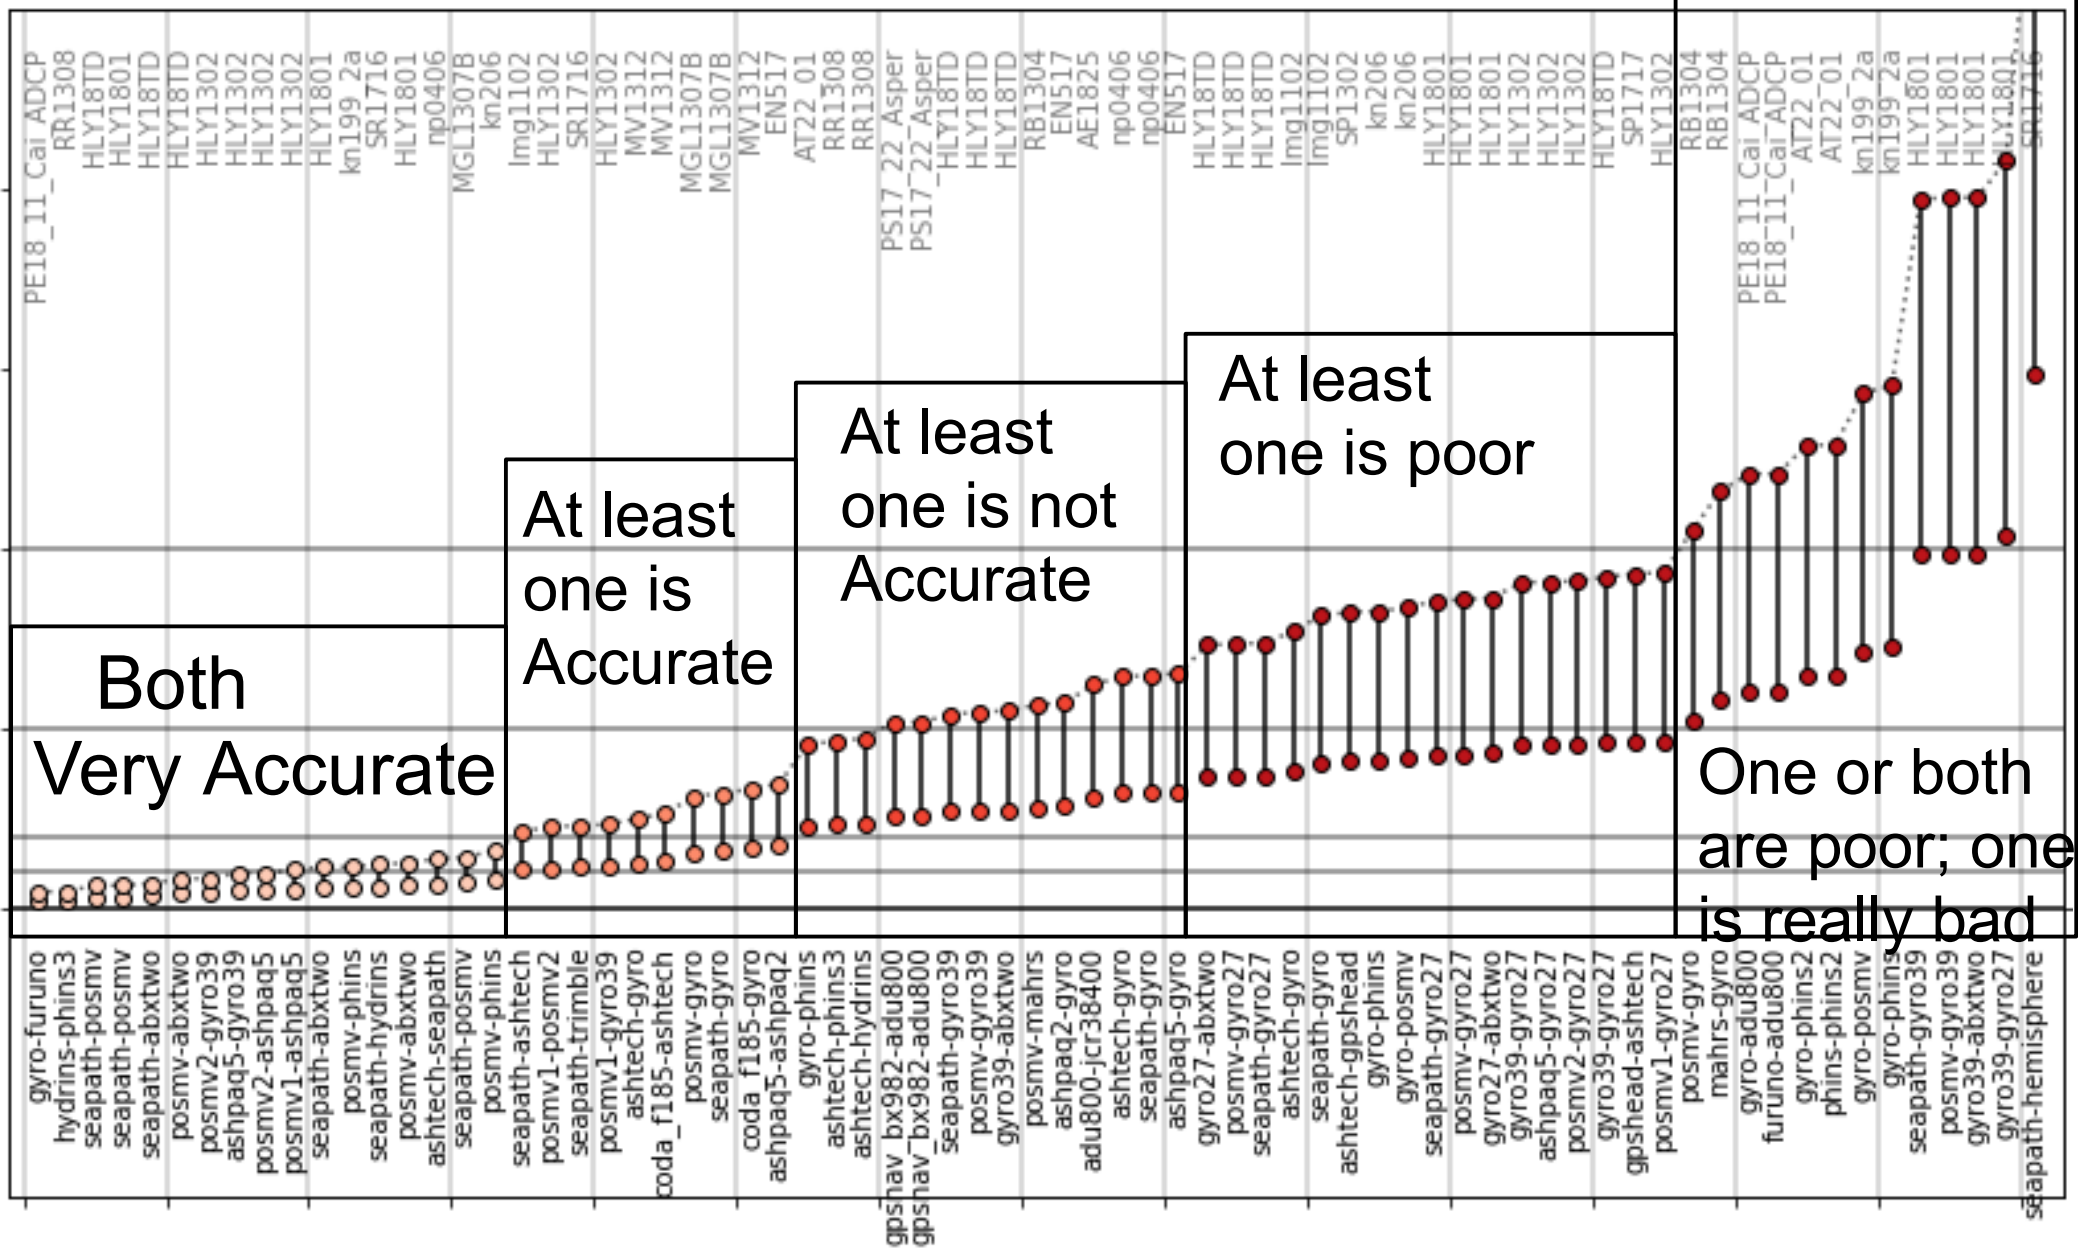 PE18_11_Cai_ADCP
RR1308
HLY18TD
HLY1801
HLY18TD
HLY18TD
HLY1302
HLY1302
HLY1302
HLY1302
HLY1801
kn199_2a
SR1716
HLY1801
np0406
MGL1307B
kn206
lmg1102
HLY1302
SR1716
HLY1302
MV1312
MV1312
MGL1307B
MGL1307B
MV1312
EN517
AT22_01
RR1308
RR1308
PS17_22_Asper
PS17_22_Asper
HLY18TD
HLY18TD
HLY18TD
RB1304
EN517
AE1825
np0406
np0406
EN517
HLY18TD
HLY18TD
HLY18TD
lmg1102
lmg1102
SP1302
kn206
kn206
HLY1801
HLY1801
HLY1801
HLY1302
HLY1302
HLY1302
HLY18TD
SP1717
HLY1302
RB1304
RB1304
PE18_11_Cai_ADCP
PE18_11_Cai_ADCP
AT22_01
AT22_01
kn199_2a
kn199_2a
HLY1801
HLY1801
HLY1801
HLY1801
SR1716
Both
Very Accurate
At least
one is
Accurate
At least
one is not
Accurate
At least
one is poor
One or both
are poor; one
is really bad
gyro-furuno
hydrins-phins3
seapath-posmv
seapath-posmv
seapath-abxtwo
posmv-abxtwo
posmv2-gyro39
ashpaq5-gyro39
posmv2-ashpaq5
posmv1-ashpaq5
seapath-abxtwo
posmv-phins
seapath-hydrins
posmv-abxtwo
ashtech-seapath
seapath-posmv
posmv-phins
seapath-ashtech
posmv1-posmv2
seapath-trimble
posmv1-gyro39
ashtech-gyro
coda_f185-ashtech
posmv-gyro
seapath-gyro
coda_f185-gyro
ashpaq5-ashpaq2
gyro-phins
ashtech-phins3
ashtech-hydrins
gpsnav_bx982-adu800
gpsnav_bx982-adu800
seapath-gyro39
posmv-gyro39
gyro39-abxtwo
posmv-mahrs
ashpaq2-gyro
adu800-jcr38400
ashtech-gyro
seapath-gyro
ashpaq5-gyro
gyro27-abxtwo
posmv-gyro27
seapath-gyro27
ashtech-gyro
seapath-gyro
ashtech-gpshead
gyro-phins
gyro-posmv
seapath-gyro27
posmv-gyro27
gyro27-abxtwo
gyro39-gyro27
ashpaq5-gyro27
posmv2-gyro27
gyro39-gyro27
gpshead-ashtech
posmv1-gyro27
posmv-gyro
mahrs-gyro
gyro-adu800
furuno-adu800
gyro-phins2
phins-phins2
gyro-posmv
gyro-phins
seapath-gyro39
posmv-gyro39
gyro39-abxtwo
gyro39-gyro27
seapath-hemisphere